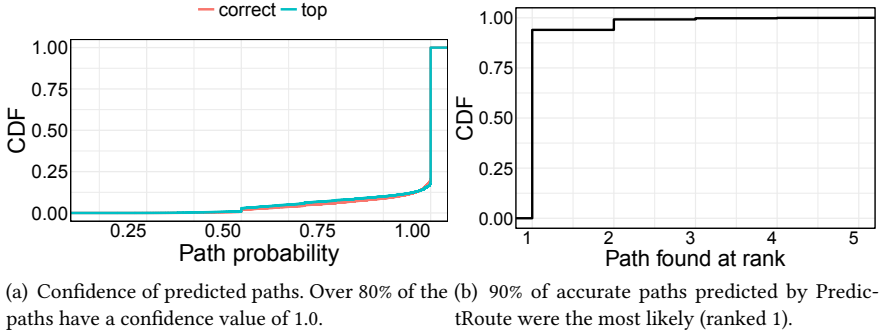 correct top
1.00
0.75
0.50
0.25
0.00
CDF
0.25 0.50 0.75 1.00
Path probability
1.00
0.75
0.50
0.25
0.00
CDF
1 2 3 4 5
Path found at rank
(a) Confidence of predicted paths. Over 80% of the
paths have a confidence value of 1.0.
(b) 90% of accurate paths predicted by Predic-
tRoute were the most likely (ranked 1).